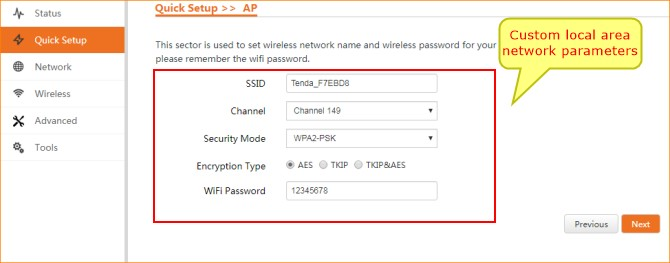 Status
Quick Setup
Network
Wireless
Advanced
Tools
Quick Setup >> AP
This sector is used to set wireless network name and wireless password for your
please remember the wifi password.
SSID Tenda_F7EBD8
Channel Channel 149
Security Mode WPA2-PSK
Encryption Type AES TKIP TKIP&AES
WiFi Password 12345678
Custom local area
network parameters
Previous Next